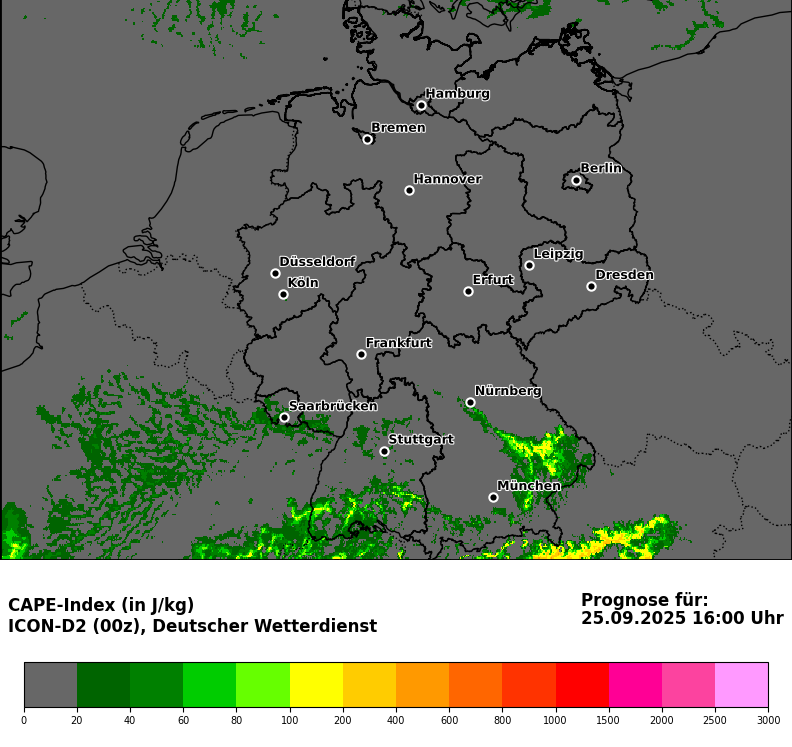 Hamburg
Bremen
Berlin
Hannover
Leipzig
Düsseldorf
Dresden
Köln
Erfurt
Frankfurt
Nürnberg
Saarbrücken
Stuttgart
München
CAPE-Index (in J/kg)
ICON-D2 (00z), Deutscher Wetterdienst
Prognose für:
25.09.2025 16:00 Uhr
0 20 40 60 80 100 200 400 600 800 1000 1500 2000 2500 3000